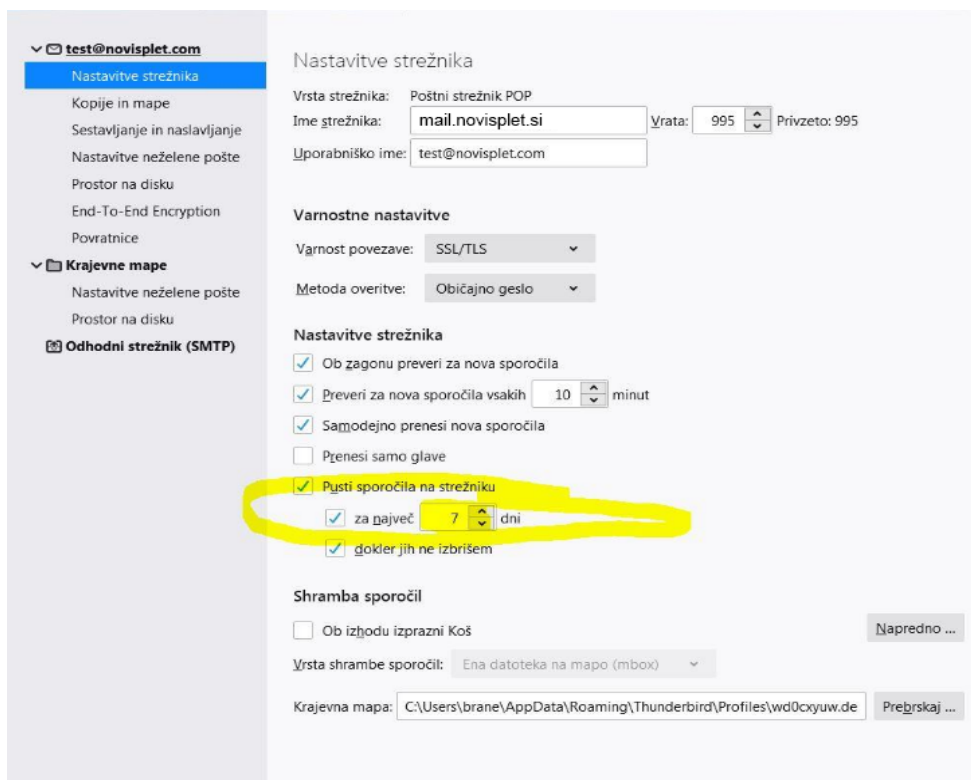 test@novisplet.com
Nastavitve strežnika
Kopije in mape
Sestavljanje in naslavljanje
Nastavitve neželene pošte
Prostor na disku
End-To-End Encryption
Povratnice
Krajevne mape
Nastavitve neželene pošte
Prostor na disku
Odhodni strežnik (SMTP)
Nastavitve strežnika
Vrsta strežnika: Poštni strežnik POP
Ime strežnika: mail.novisplet.si Vrata: 995 Privzeto: 995
Uporabniško ime: test@novisplet.com
Varnostne nastavitve
Varnost povezave: SSL/TLS
Metoda overitve: Običajno geslo
Nastavitve strežnika
Ob zagonu preveri za nova sporočila
Preveri za nova sporočila vsakih 10 minut
Samodejno prenesi nova sporočila
Prenesi samo glave
Pusti sporočila na strežniku
za največ 7 dni
dokler jih ne izbrišem
Shramba sporočil
Ob izhodu izprazni Koš Napredno ...
Vrsta shrambe sporočil: Ena datoteka na mapo (mbox)
Krajevna mapa: C:\Users\brane\AppData\Roaming\Thunderbird\Profiles\wd0cxyuw.de Prebrskaj ...